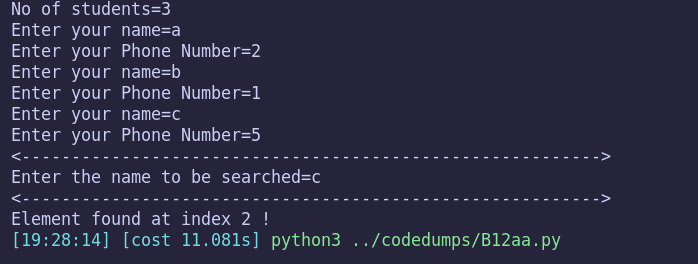 No of students=3
Enter your name=a
Enter your Phone Number=2
Enter your name=b
Enter your Phone Number=1
Enter your name=c
Enter your Phone Number=5
<---------------------------------------------------------->
Enter the name to be searched=c
<---------------------------------------------------------->
Element found at index 2 !
[19:28:14] [cost 11.081s] python3 ../codedumps/B12aa.py